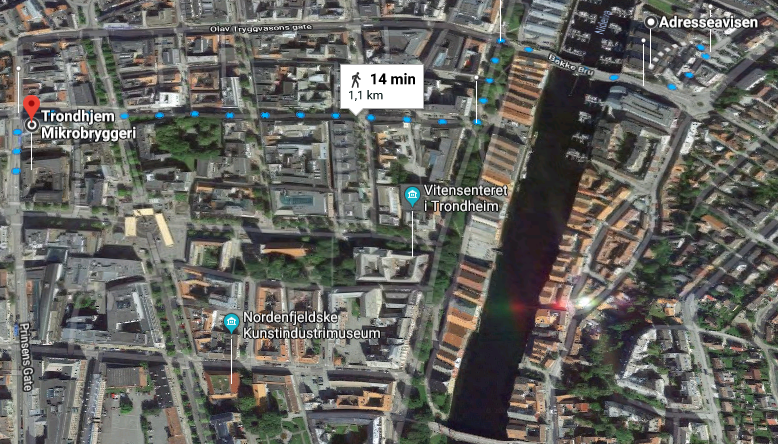 Olav Tryggvasons gate
Nidelva
Adresseavisen
Bakke Bru
14 min
1,1 km
Trondhjem
Mikrobryggeri
Vitensenteret
i Trondheim
Nordenfjeldske
Kunstindustrimuseum
Prinsens Gate